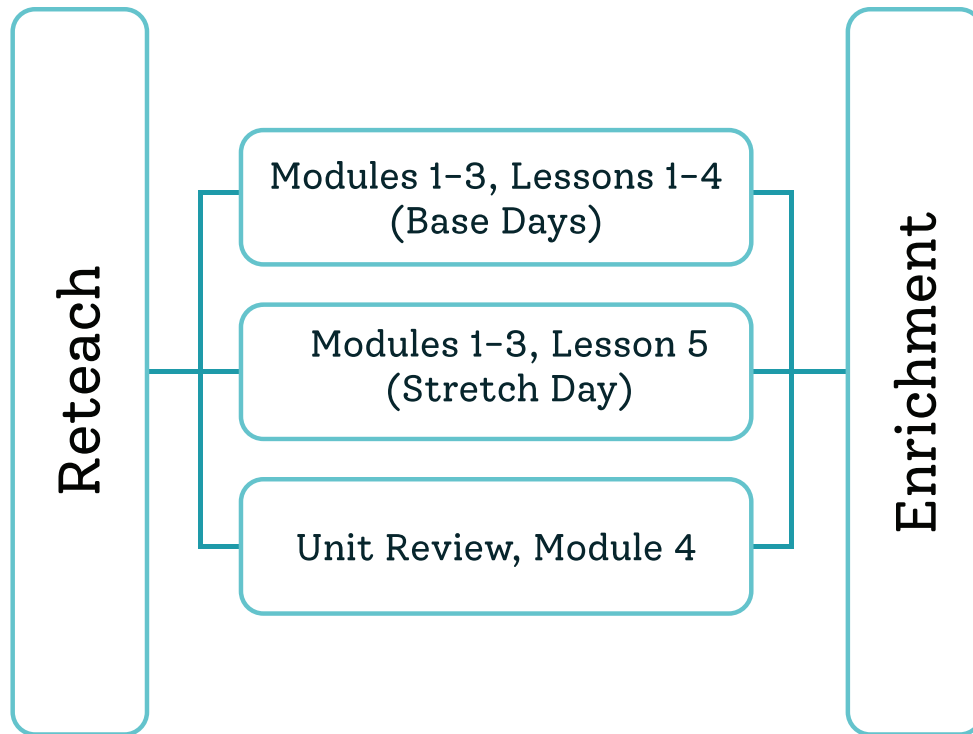 Reteach
Modules 1–3, Lessons 1–4
(Base Days)
Modules 1–3, Lesson 5
(Stretch Day)
Unit Review, Module 4
Enrichment